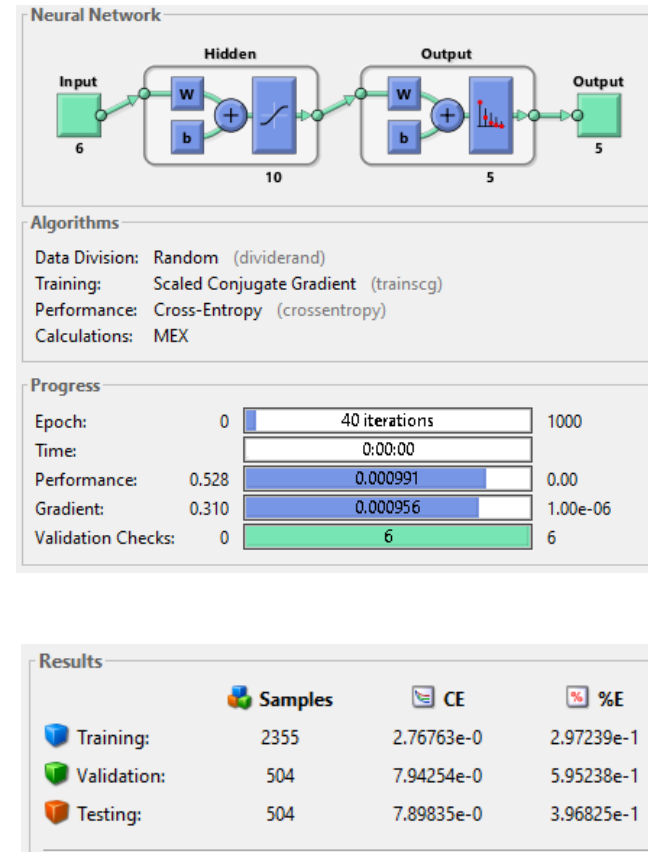 Neural Network
Hidden Output
Input Output
W W
+ +
b b
6 10 5 5
Algorithms
Data Division: Random (dividerand)
Training: Scaled Conjugate Gradient (trainscg)
Performance: Cross-Entropy (crossentropy)
Calculations: MEX
Progress
Epoch: 0 40 iterations 1000
Time: 0:00:00
Performance: 0.528 0.000991 0.00
Gradient: 0.310 0.000956 1.00e-06
Validation Checks: 0 6 6
Results
Samples CE % %E
Training: 2355 2.76763e-0 2.97239e-1
Validation: 504 7.94254e-0 5.95238e-1
Testing: 504 7.89835e-0 3.96825e-1